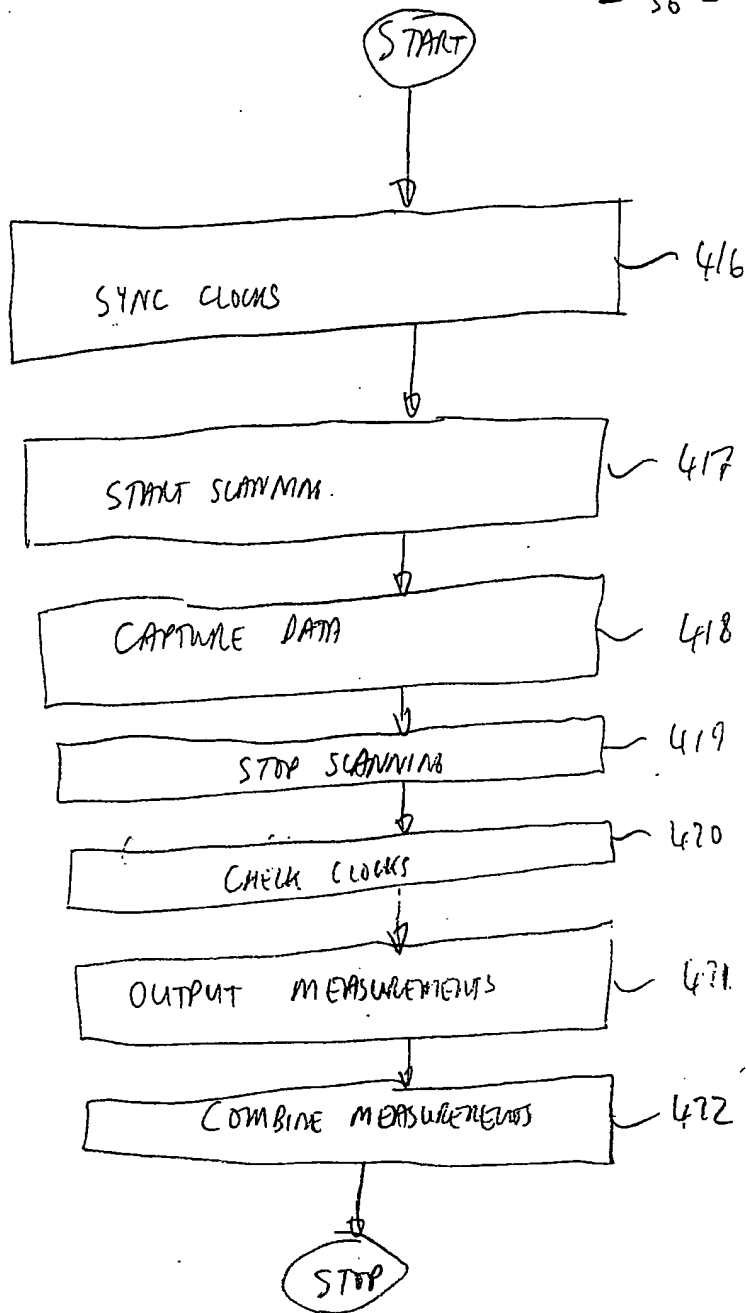 - 36 -
START
SYNC CLOCKS
416
START SCANNING.
417
CAPTURE DATA
418
STOP SCANNING
419
CHECK CLOCKS
420
OUTPUT MEASUREMENTS
421
COMBINE MEASUREMENTS
422
STOP